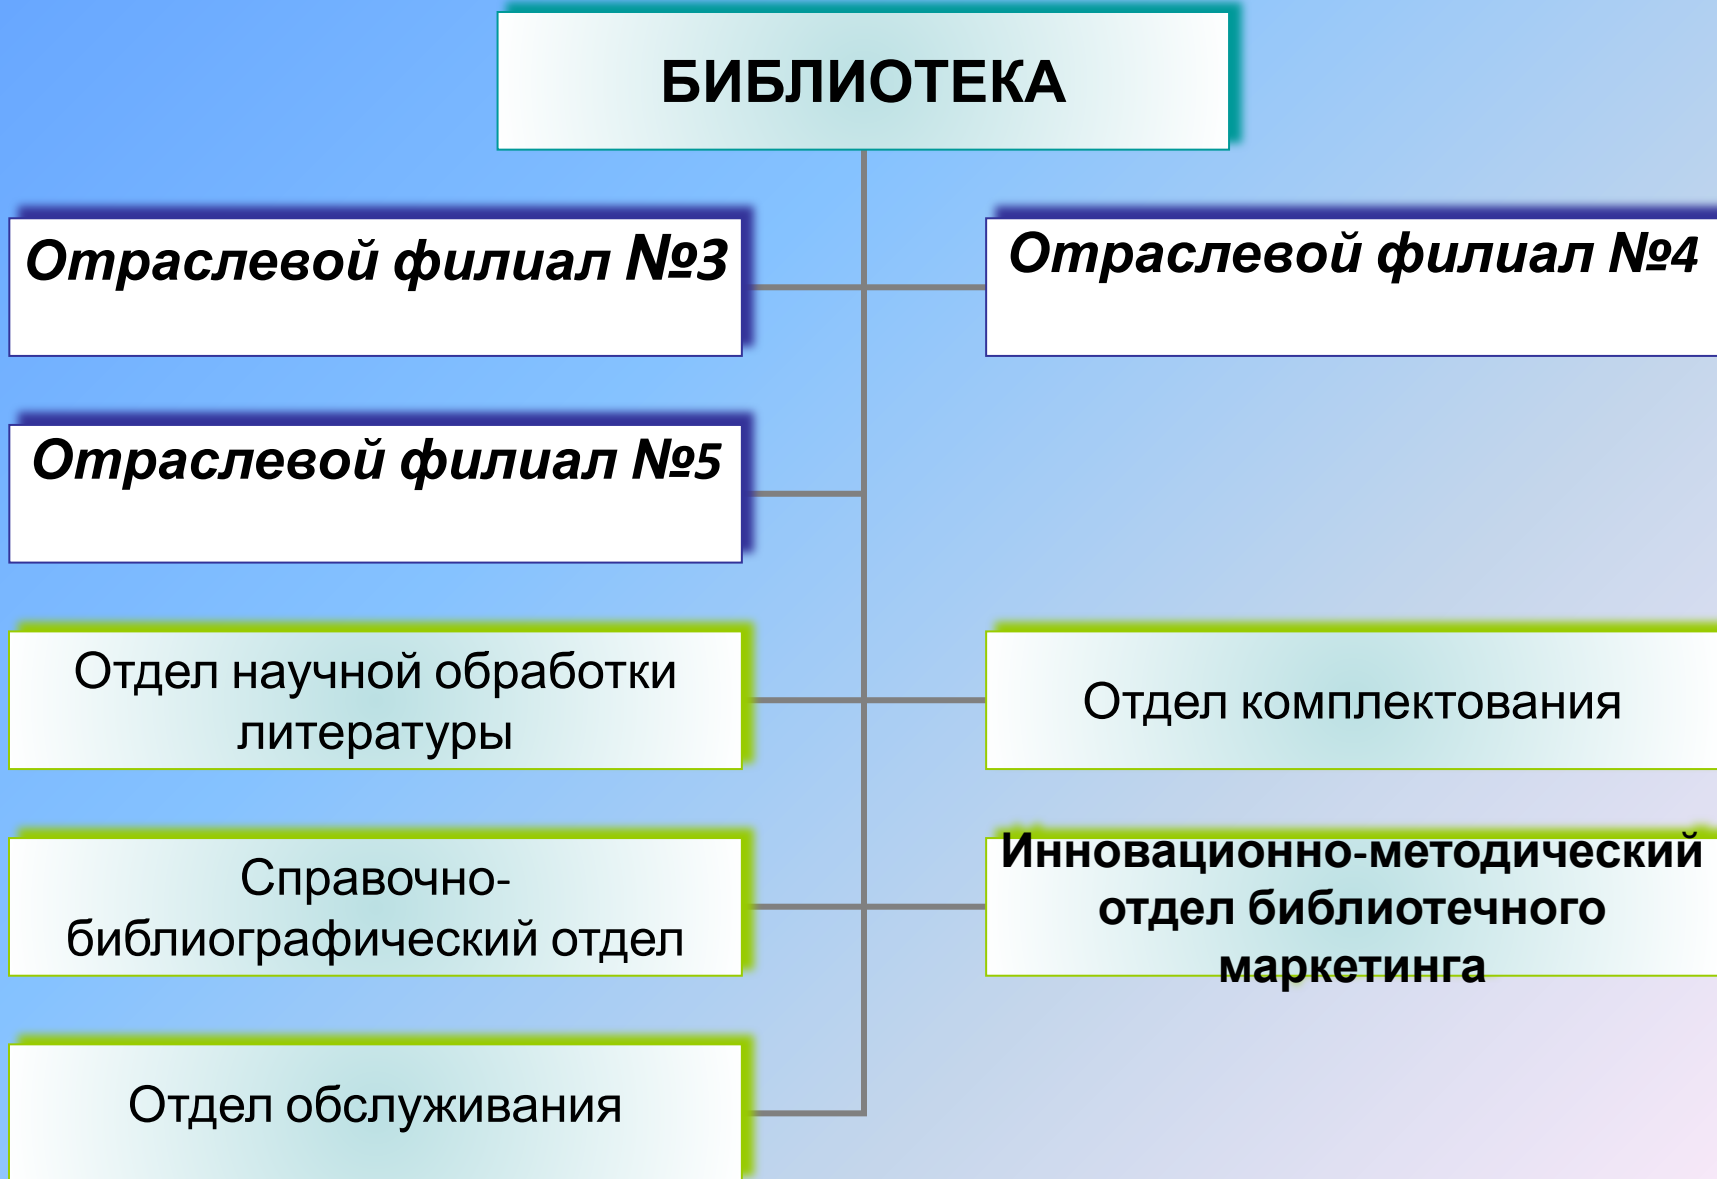 БИБЛИОТЕКА
Отраслевой филиал №3
Отраслевой филиал №4
Отраслевой филиал №5
Отдел научной обработки
литературы
Отдел комплектования
Справочно-
библиографический отдел
Инновационно-методический
отдел библиотечного
маркетинга
Отдел обслуживания